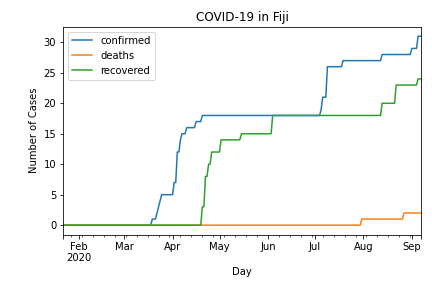 COVID-19 in Fiji
confirmed
deaths
recovered
Number of Cases
30
25
20
15
10
5
0
Feb Mar Apr May Jun Jul Aug Sep
2020
Day